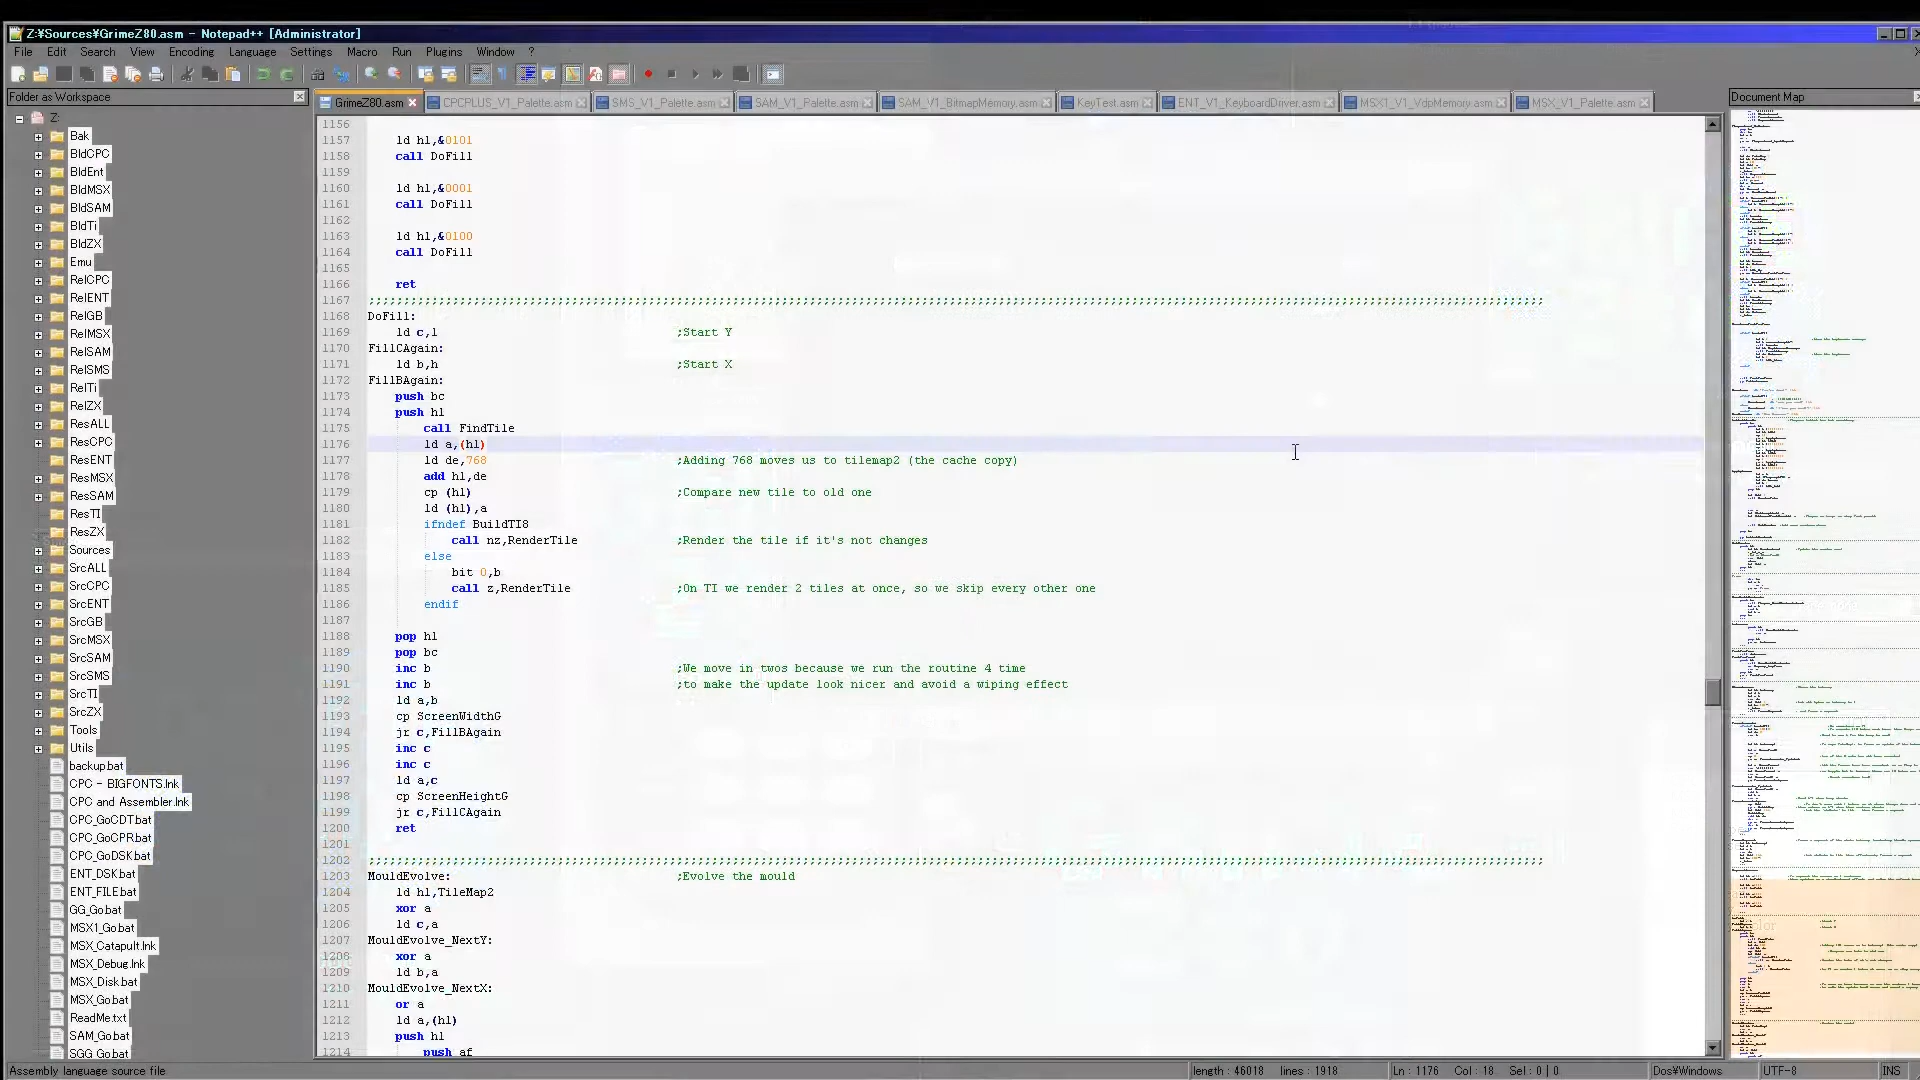 Z:¥Sources¥GrimeZ80.asm - Notepad++ [Administrator]
File Edit Search View Encoding Language Settings Macro Run Plugins Window ?
Folder as Workspace
GrimeZ80.asm CPCPLUS_V1_Palette.asm SMS_V1_Palette.asm SAM_V1_Palette.asm SAM_V1_BitmapMemory.asm KeyTest.asm ENT_V1_KeyboardDriver.asm MSX1_V1_VdpMemory.asm MSX_V1_Palette.asm
Document Map
Z:
Bak
BldCPC
BldEnt
BldMSX
BldSAM
BldTi
BldZX
Emu
RelCPC
RelENT
RelGB
RelMSX
RelSAM
RelSMS
RelTi
RelZX
ResALL
ResCPC
ResENT
ResMSX
ResSAM
ResTI
ResZX
Sources
SrcALL
SrcCPC
SrcENT
SrcGB
SrcMSX
SrcSAM
SrcSMS
SrcTI
SrcZX
Tools
Utils
backup.bat
CPC - BIGFONTS.lnk
CPC and Assembler.lnk
CPC_GoCDT.bat
CPC_GoCPR.bat
CPC_GoDSK.bat
ENT_DSK.bat
ENT_FILE.bat
GG_Go.bat
MSX1_Go.bat
MSX_Catapult.lnk
MSX_Debug.lnk
MSX_Disk.bat
MSX_Go.bat
ReadMe.txt
SAM_Go.bat
SGG_Go.bat
1156
1157 ld hl,&0101
1158 call DoFill
1159
1160 ld hl,&0001
1161 call DoFill
1162
1163 ld hl,&0100
1164 call DoFill
1165
1166 ret
1167
1168 DoFill:
1169 ld c,l ;Start Y
1170 FillCAgain:
1171 ld b,h ;Start X
1172 FillBAgain:
1173 push bc
1174 push hl
1175 call FindTile
1176 ld a,(hl)
1177 ld de,768 ;Adding 768 moves us to tilemap2 (the cache copy)
1178 add hl,de
1179 cp (hl) ;Compare new tile to old one
1180 ld (hl),a
1181 ifndef BuildTI8
1182 call nz,RenderTile ;Render the tile if it's not changes
1183 else
1184 bit 0,b
1185 call z,RenderTile ;On TI we render 2 tiles at once, so we skip every other one
1186 endif
1187
1188 pop hl
1189 pop bc
1190 inc b ;We move in twos because we run the routine 4 time
1191 inc b ;to make the update look nicer and avoid a wiping effect
1192 ld a,b
1193 cp ScreenWidthG
1194 jr c,FillBAgain
1195 inc c
1196 inc c
1197 ld a,c
1198 cp ScreenHeightG
1199 jr c,FillCAgain
1200 ret
1201
1202
1203 MouldEvolve: ;Evolve the mould
1204 ld hl,TileMap2
1205 xor a
1206 ld c,a
1207 MouldEvolve_NextY:
1208 xor a
1209 ld b,a
1210 MouldEvolve_NextX:
1211 or a
1212 ld a,(hl)
1213 push hl
1214 push af
Assembly language source file length : 46018 lines : 1918 Ln : 1176 Col : 18 Sel : 0 | 0 Dos¥Windows UTF-8 INS